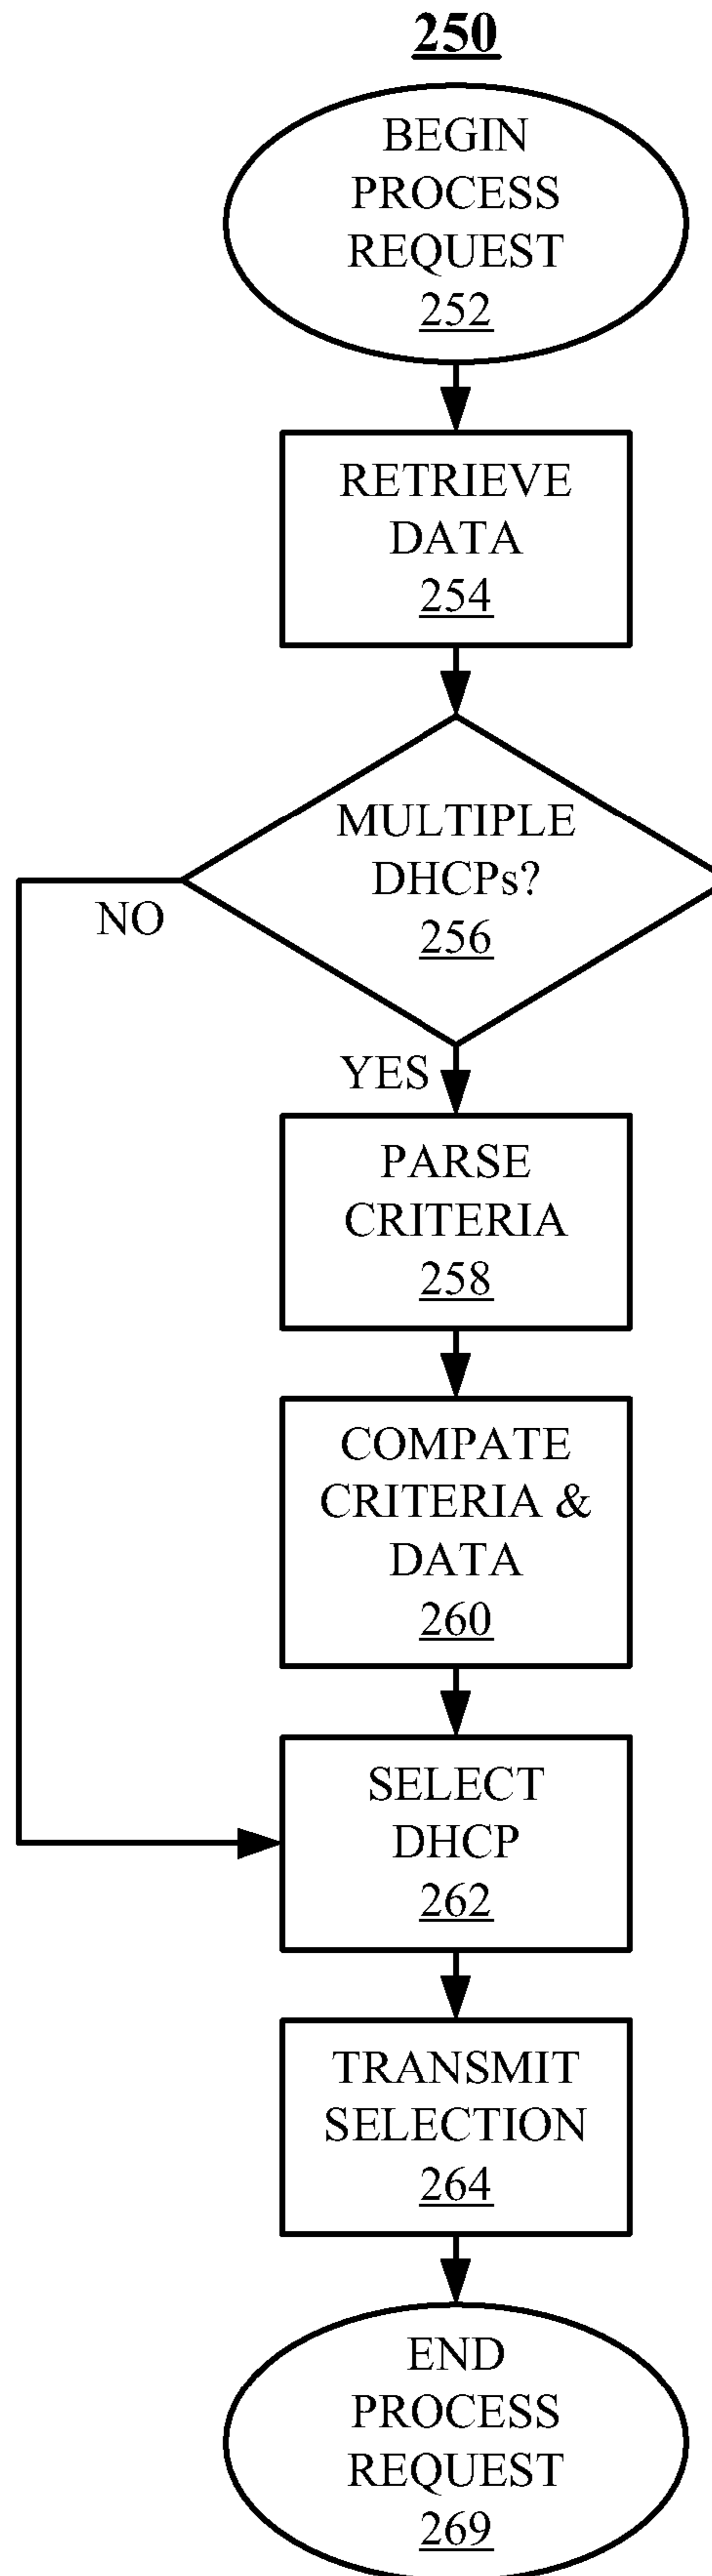 250
BEGIN
PROCESS
REQUEST
252
RETRIEVE
DATA
254
MULTIPLE
DHCPs?
256
NO
YES
PARSE
CRITERIA
258
COMPATE
CRITERIA &
DATA
260
SELECT
DHCP
262
TRANSMIT
SELECTION
264
END
PROCESS
REQUEST
269